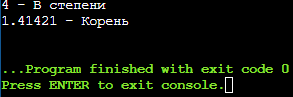 4 - В степени
1.41421 - Корень
...Program finished with exit code 0
Press ENTER to exit console.